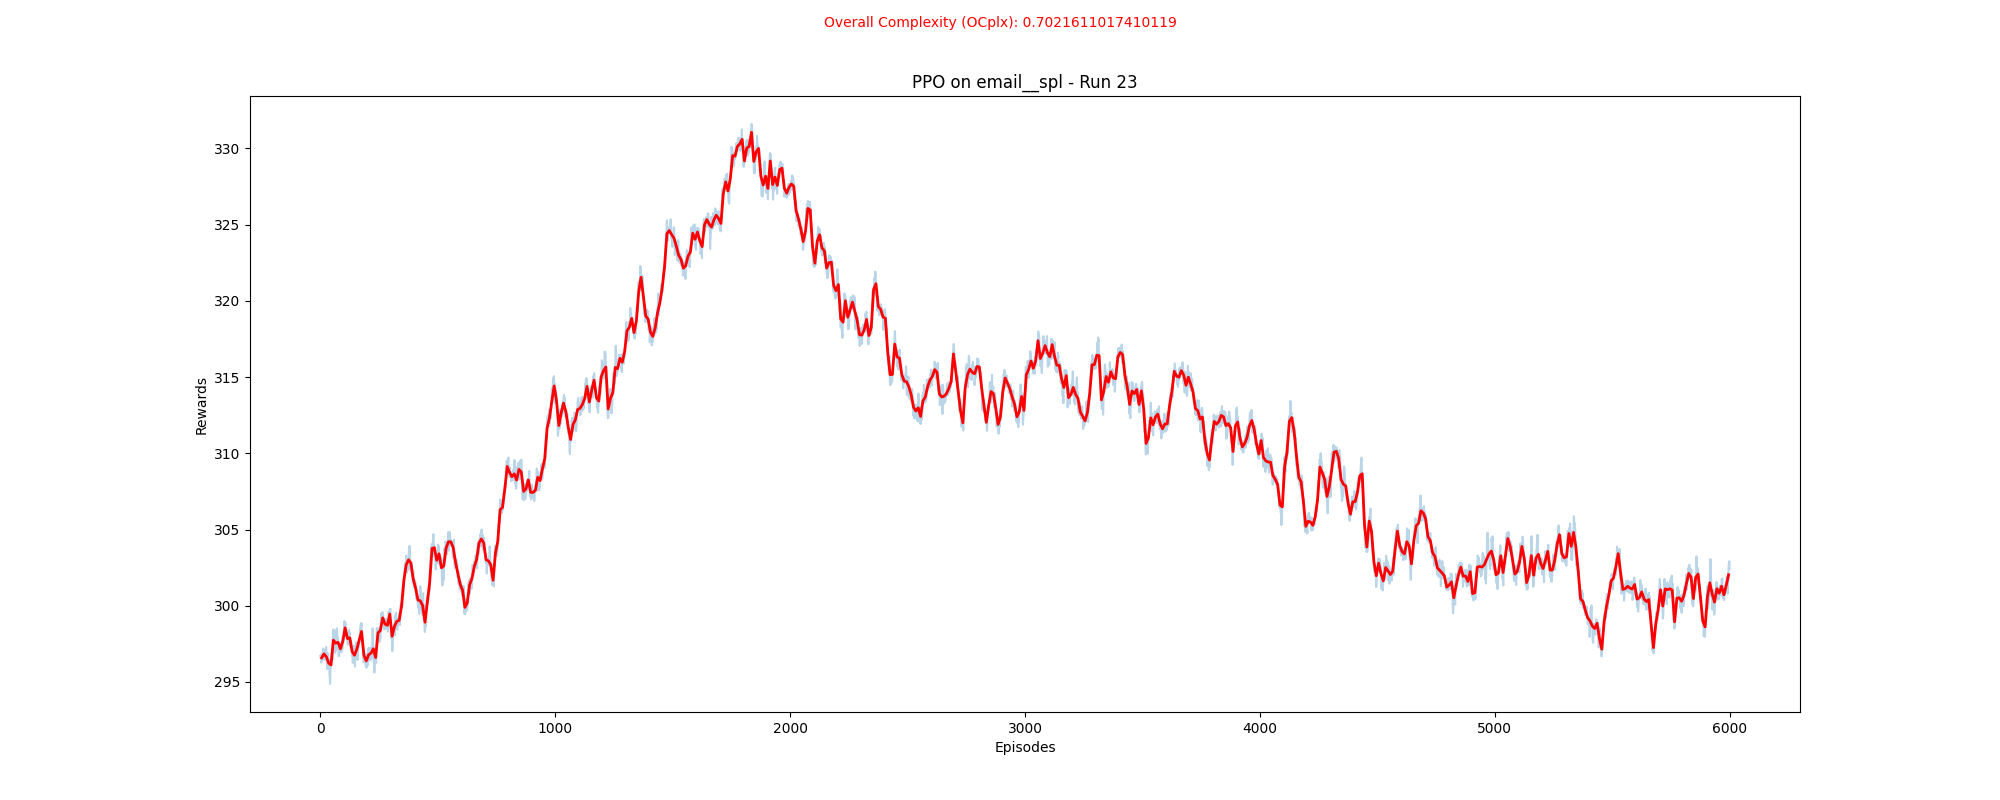 Overall Complexity (OCplx): 0.7021611017410119
PPO on email__spl - Run 23
330
325
320
315
310
305
300
295
Rewards
0 1000 2000 3000 4000 5000 6000
Episodes